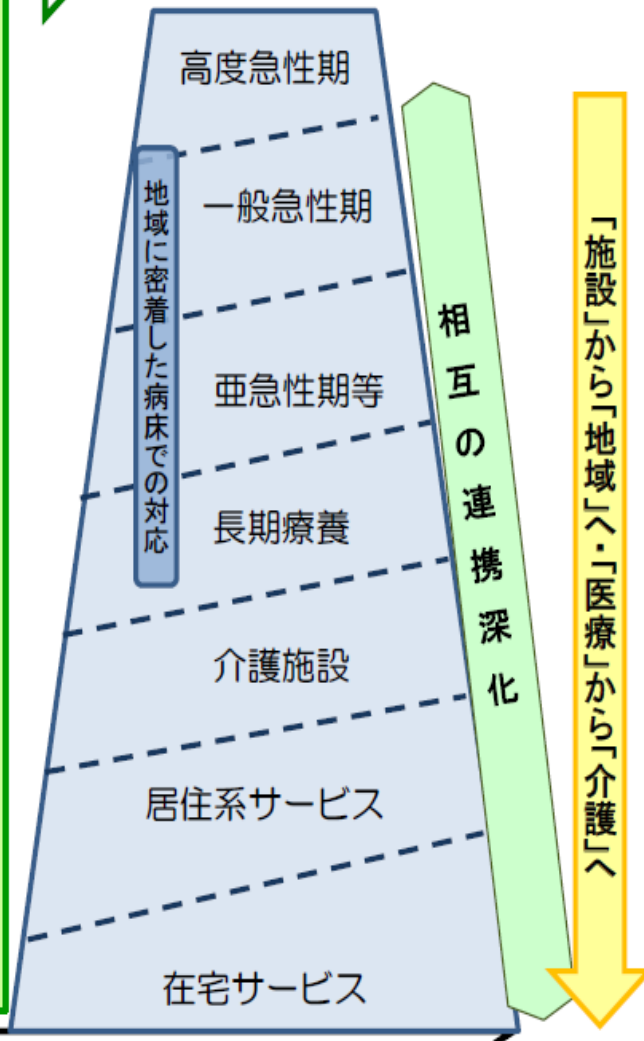 高度急性期
一般急性期
亜急性期等
長期療養
介護施設
居住系サービス
在宅サービス
地域に密着した病床での対応
相互の連携深化
「施設」から「地域」へ・「医療」から「介護」へ